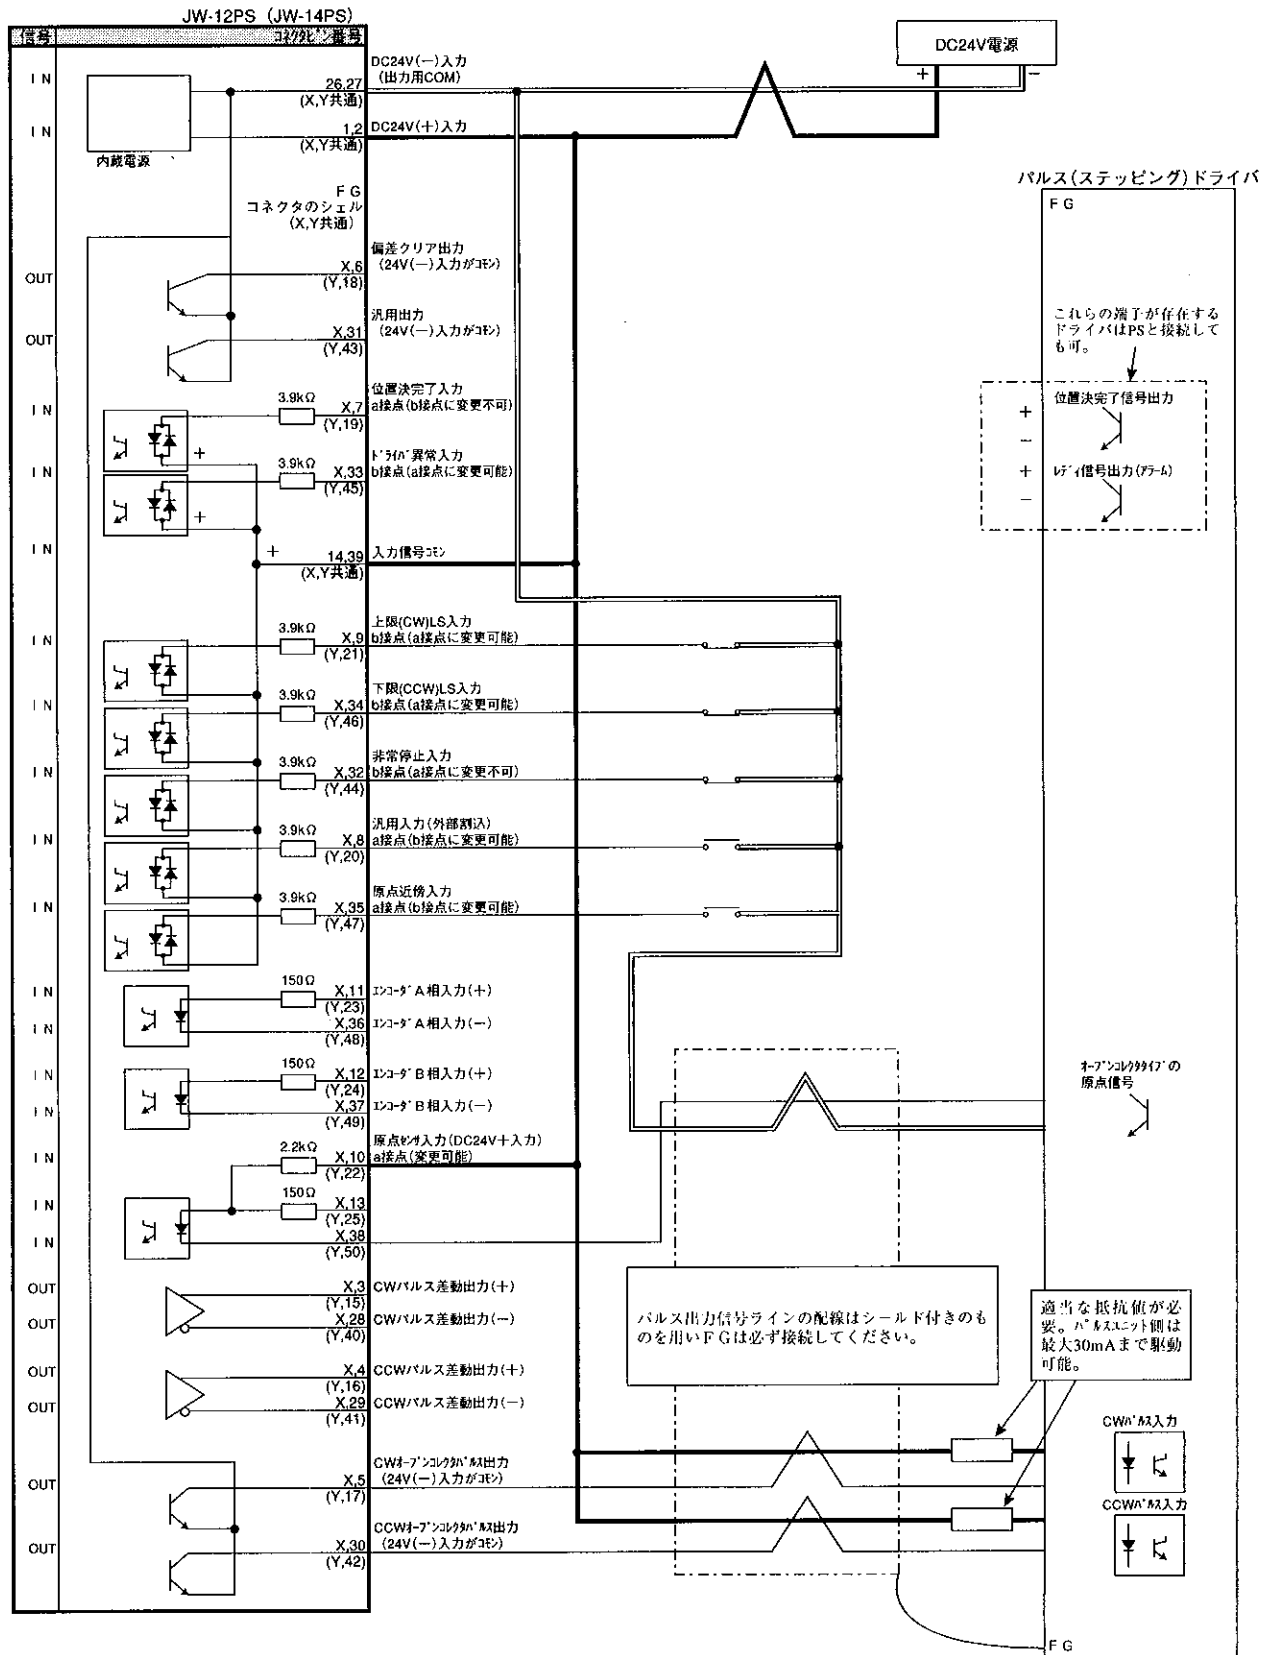 JW-12PS (JW-14PS)
信号 コネクタピン番号
DC24V電源
+ −
IN
26,27
(X,Y共通)
DC24V(−)入力
(出力用COM)
IN
1,2
(X,Y共通)
DC24V(+)入力
内蔵電源
FG
コネクタのシェル
(X,Y共通)
パルス(ステッピング)ドライバ
FG
OUT
X,6
(Y,18)
偏差クリア出力
(24V(−)入力がコモン)
OUT
X,31
(Y,43)
汎用出力
(24V(−)入力がコモン)
これらの端子が存在する
ドライバはPSと接続して
も可。
IN
3.9kΩ
X,7
(Y,19)
位置決完了入力
a接点(b接点に変更不可)
+
IN
3.9kΩ
X,33
(Y,45)
ドライバ異常入力
b接点(a接点に変更可能)
+
+
位置決完了信号出力
−
+
レディ信号出力(アラーム)
−
IN
+
14,39
(X,Y共通)
入力信号コモン
IN
3.9kΩ
X,9
(Y,21)
上限(CW)LS入力
b接点(a接点に変更可能)
IN
3.9kΩ
X,34
(Y,46)
下限(CCW)LS入力
b接点(a接点に変更可能)
IN
3.9kΩ
X,32
(Y,44)
非常停止入力
b接点(a接点に変更不可)
IN
3.9kΩ
X,8
(Y,20)
汎用入力(外部割込)
a接点(b接点に変更可能)
IN
3.9kΩ
X,35
(Y,47)
原点近傍入力
a接点(b接点に変更可能)
IN
150Ω
X,11
(Y,23)
エンコーダA相入力(+)
IN
X,36
(Y,48)
エンコーダA相入力(−)
IN
150Ω
X,12
(Y,24)
エンコーダB相入力(+)
IN
X,37
(Y,49)
エンコーダB相入力(−)
オープンコレクタタイプの
原点信号
IN
2.2kΩ
X,10
(Y,22)
原点センサ入力(DC24V+入力)
a接点(変更可能)
IN
150Ω
X,13
(Y,25)
IN
X,38
(Y,50)
OUT
X,3
(Y,15)
CWパルス差動出力(+)
OUT
X,28
(Y,40)
CWパルス差動出力(−)
パルス出力信号ラインの配線はシールド付きのも
のを用いFGは必ず接続してください。
適当な抵抗値が必
要。パルスユニット側は
最大30mAまで駆動
可能。
OUT
X,4
(Y,16)
CCWパルス差動出力(+)
OUT
X,29
(Y,41)
CCWパルス差動出力(−)
CWパルス入力
OUT
X,5
(Y,17)
CWオープンコレクタパルス出力
(24V(−)入力がコモン)
CCWパルス入力
OUT
X,30
(Y,42)
CCWオープンコレクタパルス出力
(24V(−)入力がコモン)
FG